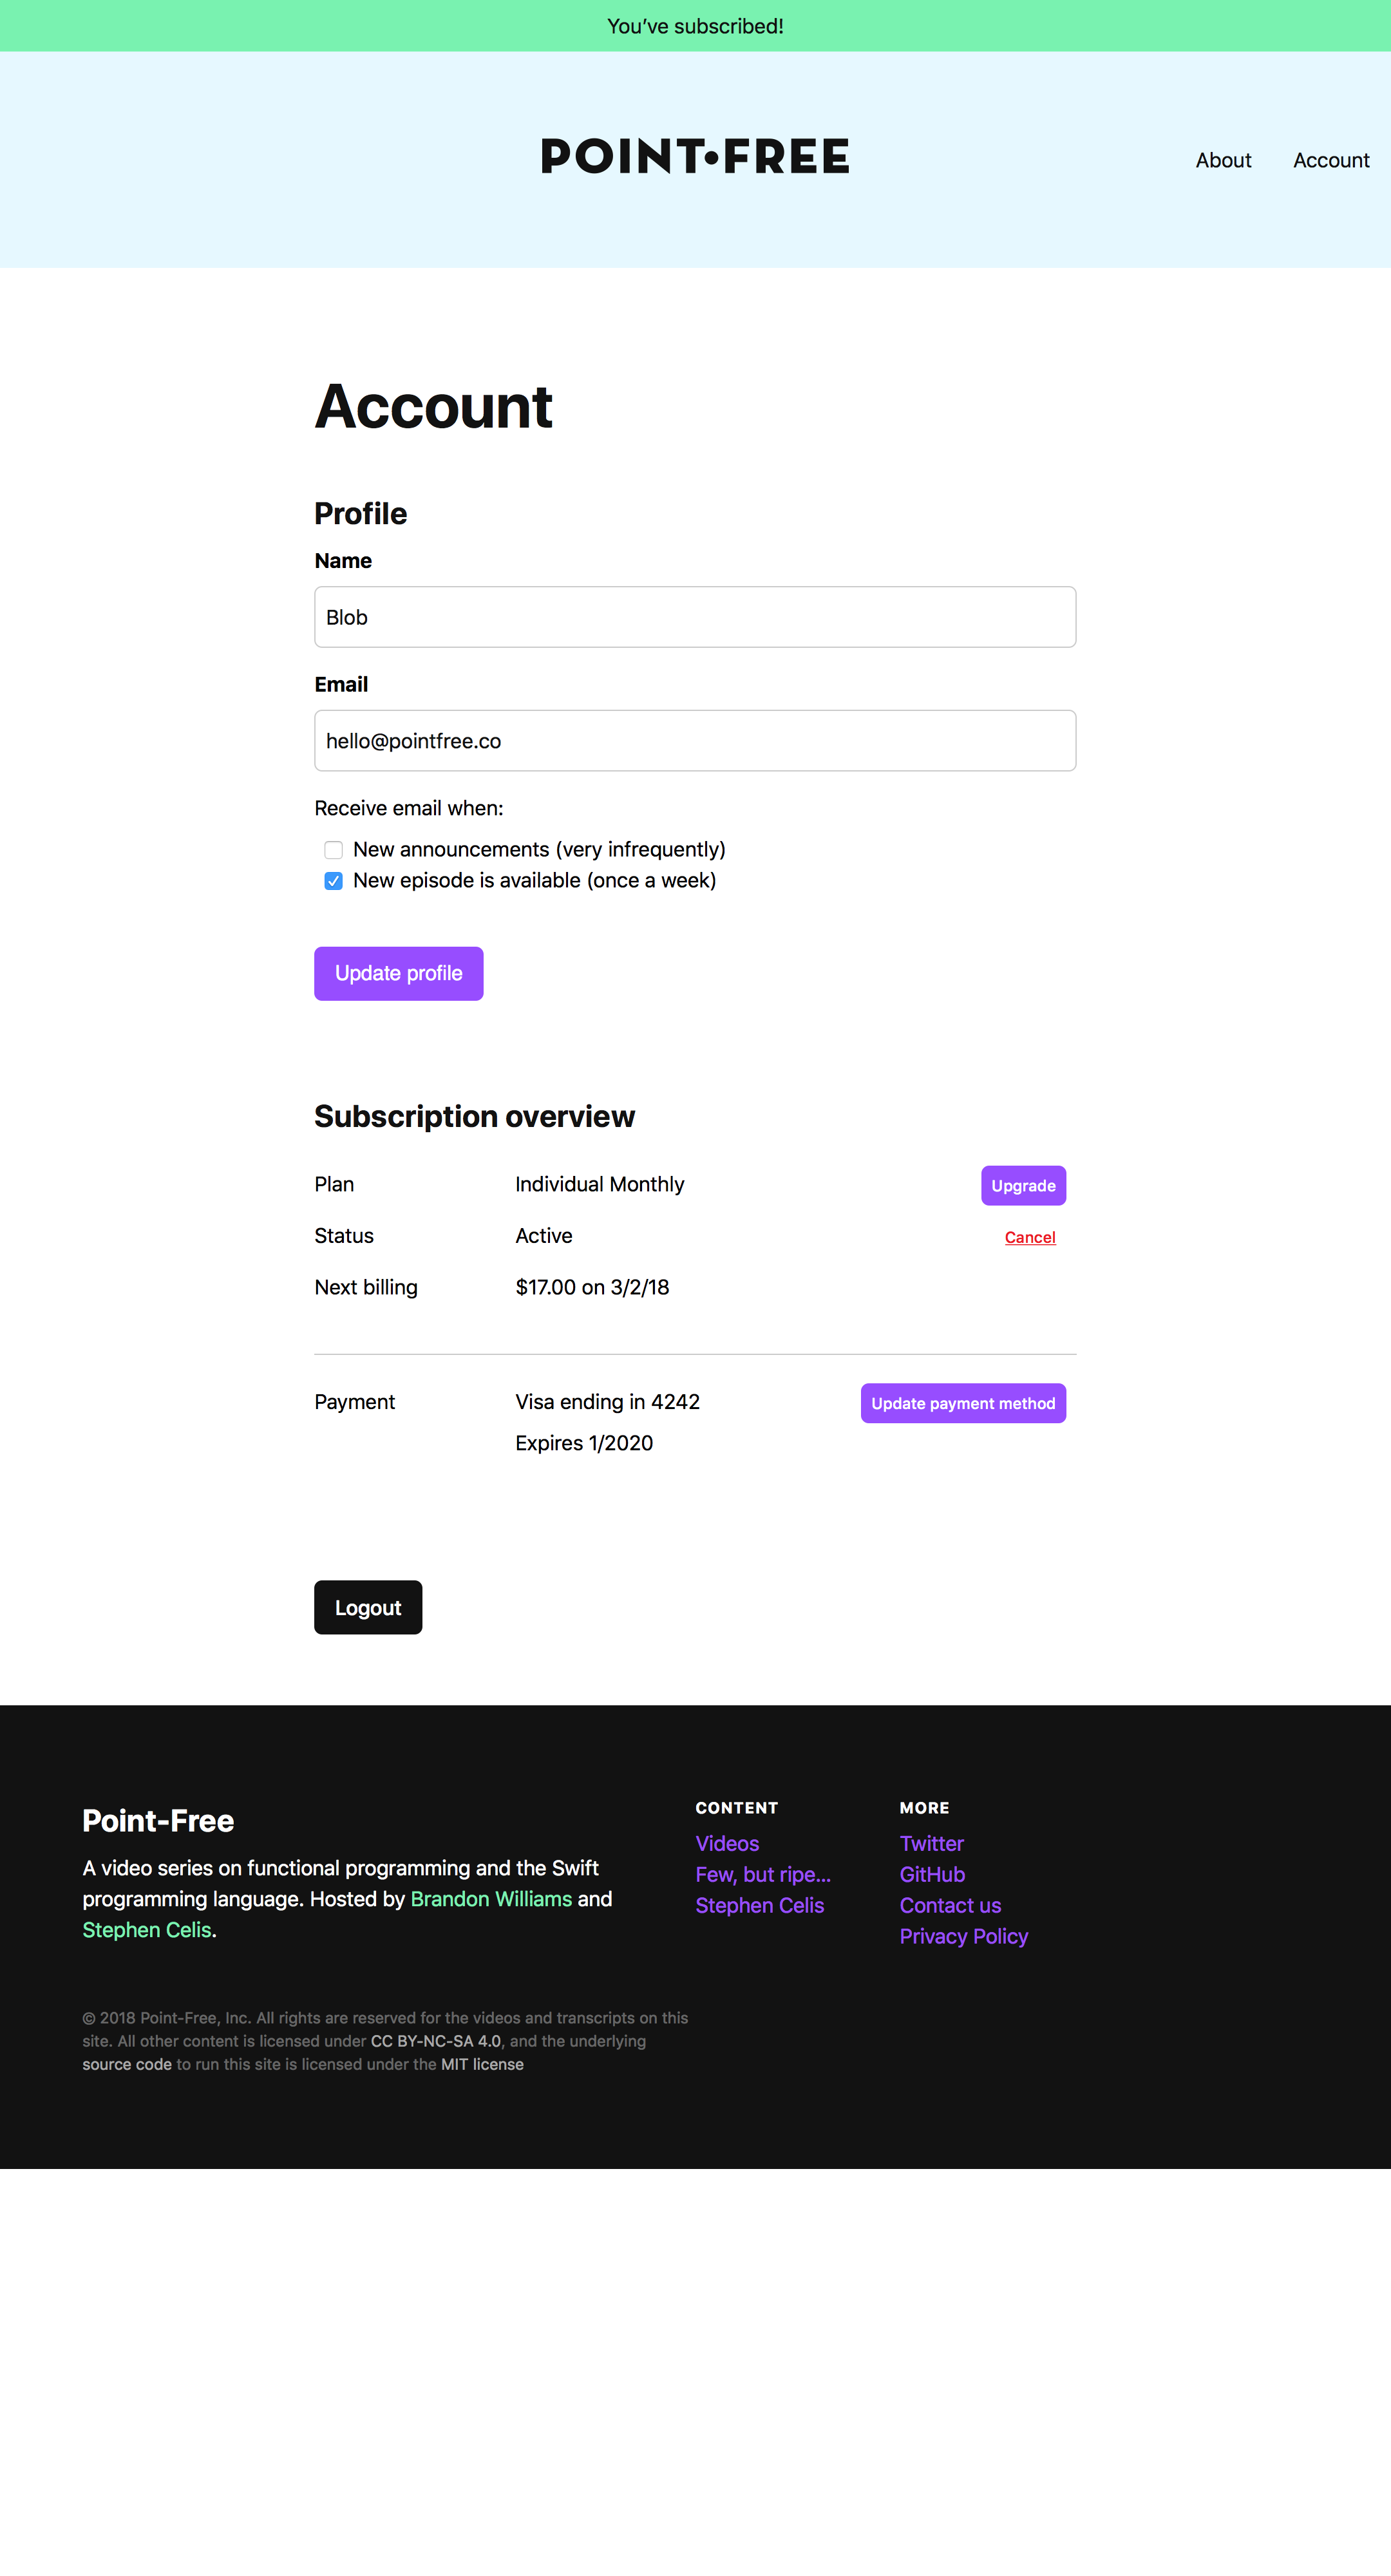 You’ve subscribed!
POINT•FREE
About
Account
Account
Profile
Name
Blob
Email
hello@pointfree.co
Receive email when:
New announcements (very infrequently)
New episode is available (once a week)
Update profile
Subscription overview
Plan
Individual Monthly
Upgrade
Status
Active
Cancel
Next billing
$17.00 on 3/2/18
Payment
Visa ending in 4242
Update payment method
Expires 1/2020
Logout
Point-Free
A video series on functional programming and the Swift
programming language. Hosted by Brandon Williams and
Stephen Celis.
CONTENT
Videos
Few, but ripe...
Stephen Celis
MORE
Twitter
GitHub
Contact us
Privacy Policy
© 2018 Point-Free, Inc. All rights are reserved for the videos and transcripts on this
site. All other content is licensed under CC BY-NC-SA 4.0, and the underlying
source code to run this site is licensed under the MIT license